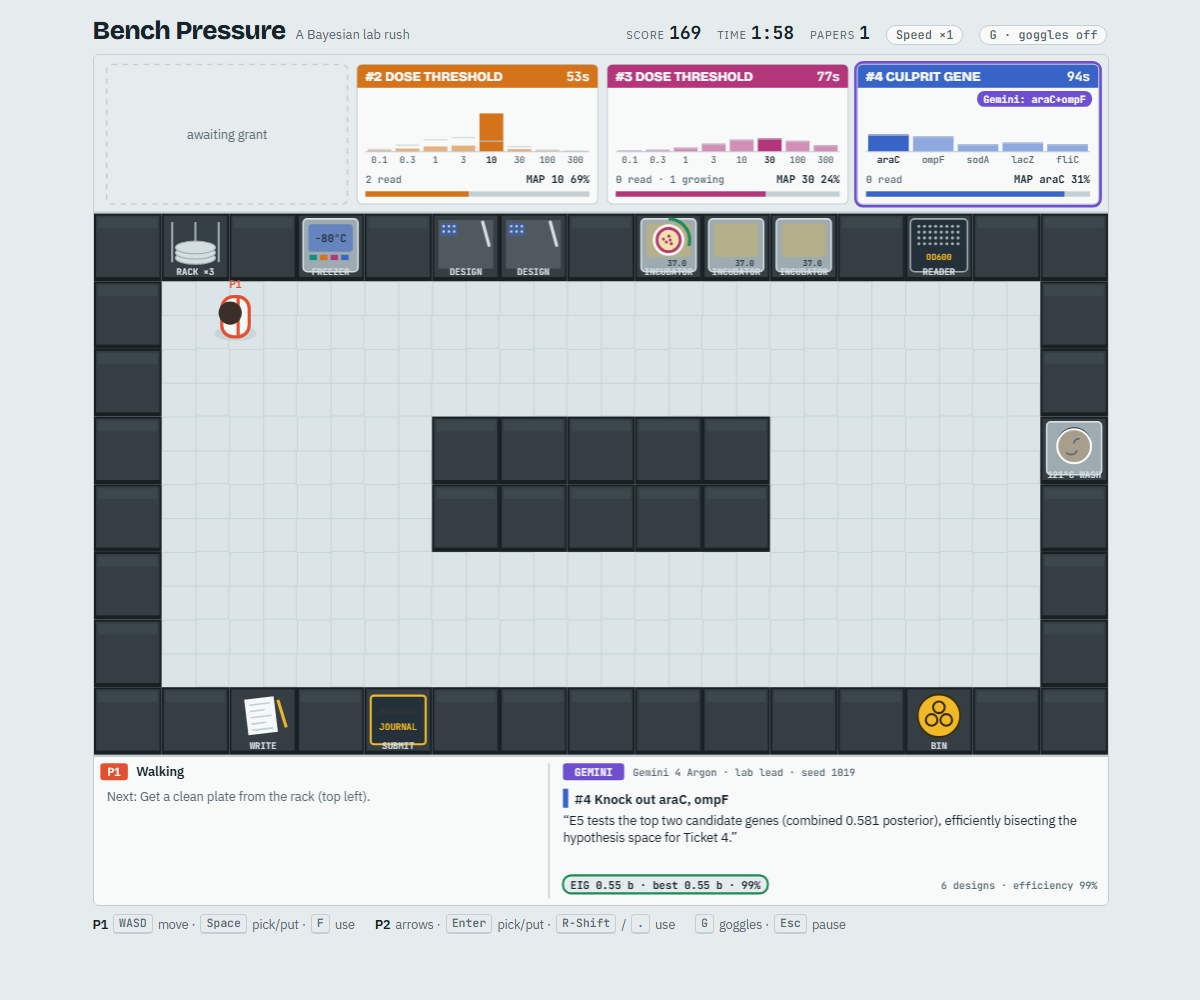 Bench Pressure A Bayesian lab rush
SCORE 169 TIME 1:58 PAPERS 1 Speed ×1 G · goggles off
awaiting grant
#2 DOSE THRESHOLD 53s
0.1 0.3 1 3 10 30 100 300
2 read MAP 10 69%
#3 DOSE THRESHOLD 77s
0.1 0.3 1 3 10 30 100 300
0 read · 1 growing MAP 30 24%
#4 CULPRIT GENE 94s
Gemini: araC+ompF
araC ompF sodA lacZ fliC
0 read MAP araC 31%
RACK ×3
-80°C
FREEZER
DESIGN
DESIGN
37.0
INCUBATOR
37.0
INCUBATOR
37.0
INCUBATOR
OD600
READER
P1
121°C WASH
WRITE
JOURNAL
SUBMIT
BIN
P1 Walking
Next: Get a clean plate from the rack (top left).
GEMINI Gemini 4 Argon · lab lead · seed 1019
#4 Knock out araC, ompF
“E5 tests the top two candidate genes (combined 0.581 posterior), efficiently bisecting the
hypothesis space for Ticket 4.”
EIG 0.55 b · best 0.55 b · 99% 6 designs · efficiency 99%
P1 WASD move · Space pick/put · F use P2 arrows · Enter pick/put · R-Shift / . use G goggles · Esc pause